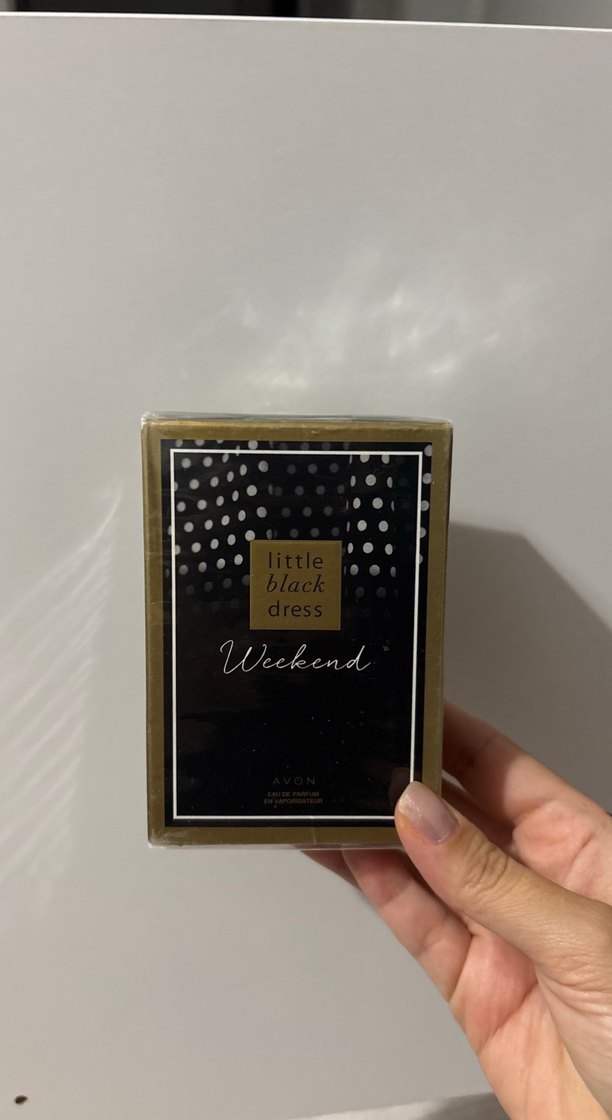 little
black
dress
Weekend
AVON
EAU DE PARFUM
EN VAPORISATEUR